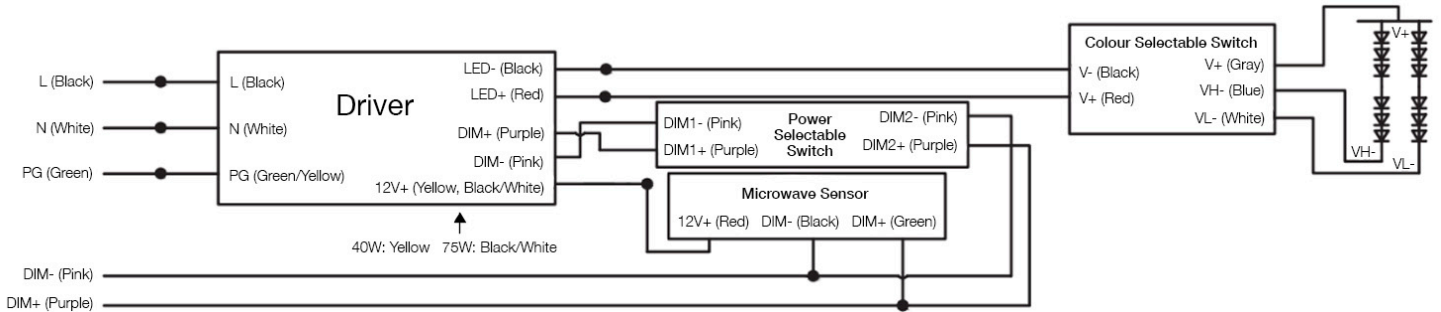 L (Black)
N (White)
PG (Green)
L (Black)
N (White)
PG (Green/Yellow)
Driver
LED- (Black)
LED+ (Red)
DIM+ (Purple)
DIM- (Pink)
12V+ (Yellow, Black/White)
40W: Yellow 75W: Black/White
DIM1- (Pink)
DIM1+ (Purple)
Power
Selectable
Switch
DIM2- (Pink)
DIM2+ (Purple)
Microwave Sensor
12V+ (Red) DIM- (Black) DIM+ (Green)
Colour Selectable Switch
V- (Black)
V+ (Red)
V+ (Gray)
VH- (Blue)
VL- (White)
V+
VH-
VL-
DIM- (Pink)
DIM+ (Purple)